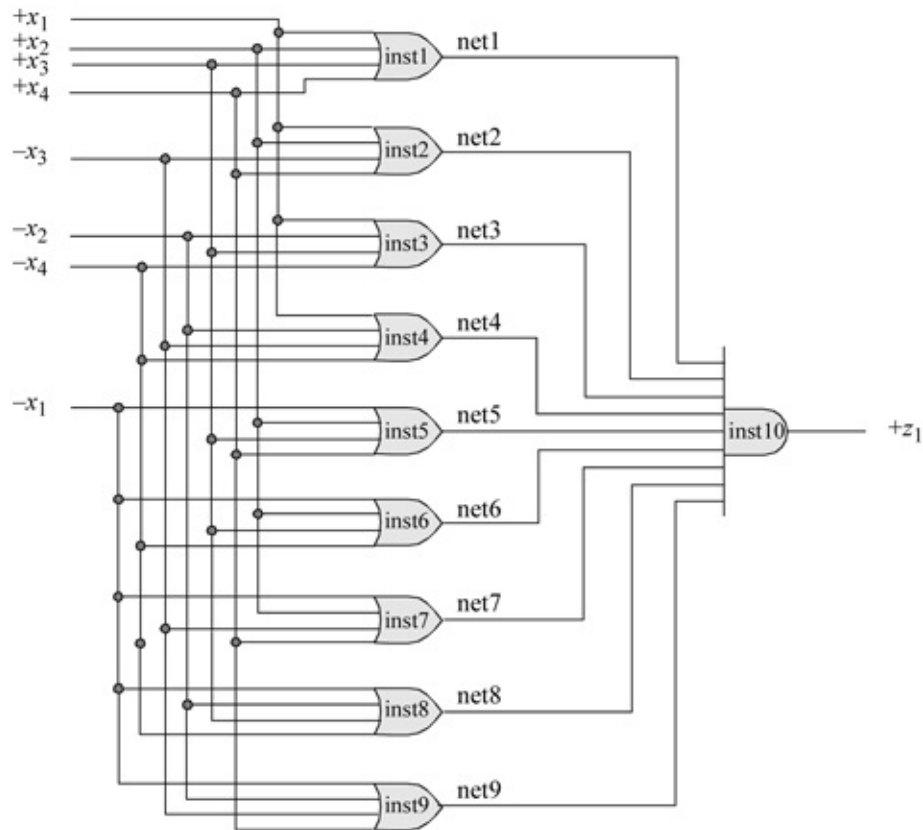 +x₁
+x₂
+x₃
+x₄
–x₃
–x₂
–x₄
–x₁
inst1
net1
inst2
net2
inst3
net3
inst4
net4
inst5
net5
inst6
net6
inst7
net7
inst8
net8
inst9
net9
inst10
+z₁